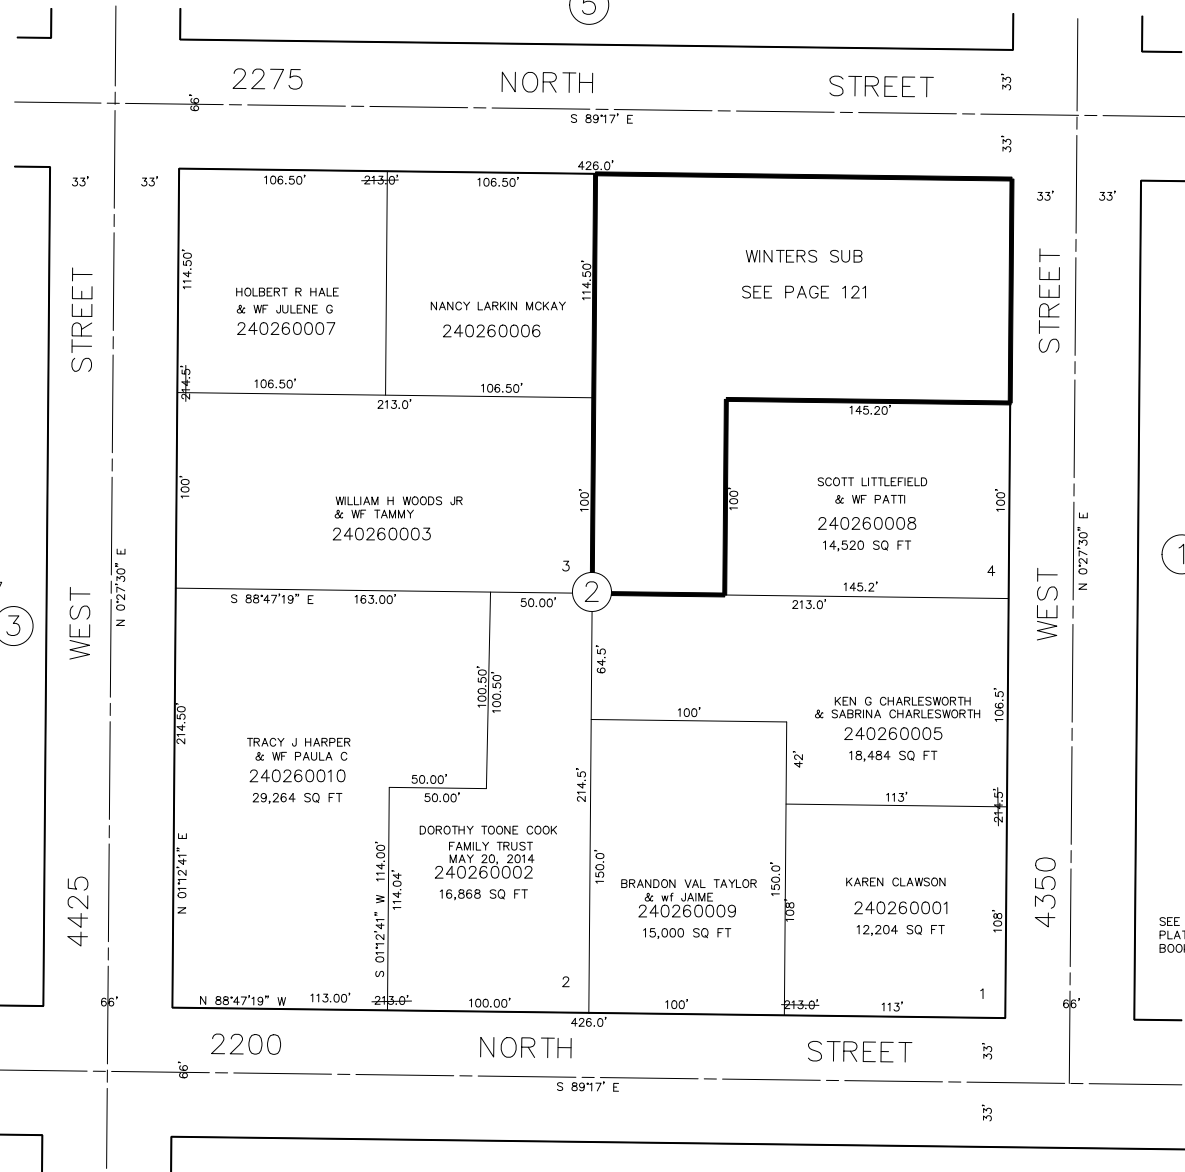 5
2275 NORTH STREET
33'
66'
S 89°17' E
33'
426.0'
33' 33'
106.50' 213.0' 106.50'
33' 33'
114.50'
114.50'
STREET
STREET
WINTERS SUB
SEE PAGE 121
HOLBERT R HALE
& WF JULENE G
240260007
NANCY LARKIN MCKAY
240260006
214.5'
106.50'
106.50'
213.0'
145.20'
100'
100'
100'
100'
WILLIAM H WOODS JR
& WF TAMMY
240260003
SCOTT LITTLEFIELD
& WF PATTI
240260008
14,520 SQ FT
N 0°27'30" E
N 0°27'30" E
3
4
1
2
3
WEST
WEST
S 88°47'19" E 163.00'
50.00'
145.2'
213.0'
64.5'
100.50'
100.50'
214.50'
100'
42'
106.5'
KEN G CHARLESWORTH
& SABRINA CHARLESWORTH
240260005
18,484 SQ FT
TRACY J HARPER
& WF PAULA C
240260010
29,264 SQ FT
50.00'
50.00'
214.5'
113'
214.5'
DOROTHY TOONE COOK
FAMILY TRUST
MAY 20, 2014
240260002
16,868 SQ FT
N 01°12'41" E
S 01°12'41" W 114.00'
114.04'
150.0'
150.0'
108'
108'
BRANDON VAL TAYLOR
& wf JAIME
240260009
15,000 SQ FT
KAREN CLAWSON
240260001
12,204 SQ FT
4425
4350
SEE
PLAT
BOOK
2
1
66'
N 88°47'19" W 113.00' 213.0' 100.00' 100' 213.0' 113'
66'
426.0'
2200 NORTH STREET
33'
66'
S 89°17' E
33'